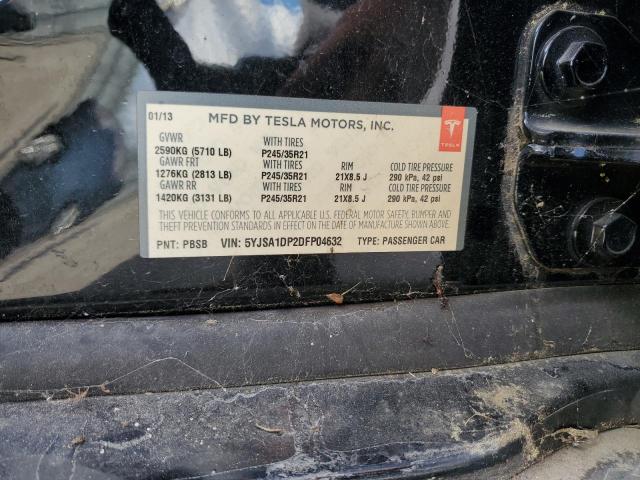 01/13 MFD BY TESLA MOTORS, INC.
GVWR WITH TIRES
2590KG (5710 LB) P245/35R21
GAWR FRT WITH TIRES RIM COLD TIRE PRESSURE
1276KG (2813 LB) P245/35R21 21X8.5 J 290 kPa, 42 psi
GAWR RR WITH TIRES RIM COLD TIRE PRESSURE
1420KG (3131 LB) P245/35R21 21X8.5 J 290 kPa, 42 psi
THIS VEHICLE CONFORMS TO ALL APPLICABLE U.S. FEDERAL MOTOR SAFETY, BUMPER AND
THEFT STANDARDS IN EFFECT ON THE DATE OF MANUFACTURE SHOWN ABOVE.
PNT: PBSB VIN: 5YJSA1DP2DFP04632 TYPE: PASSENGER CAR
TESLA